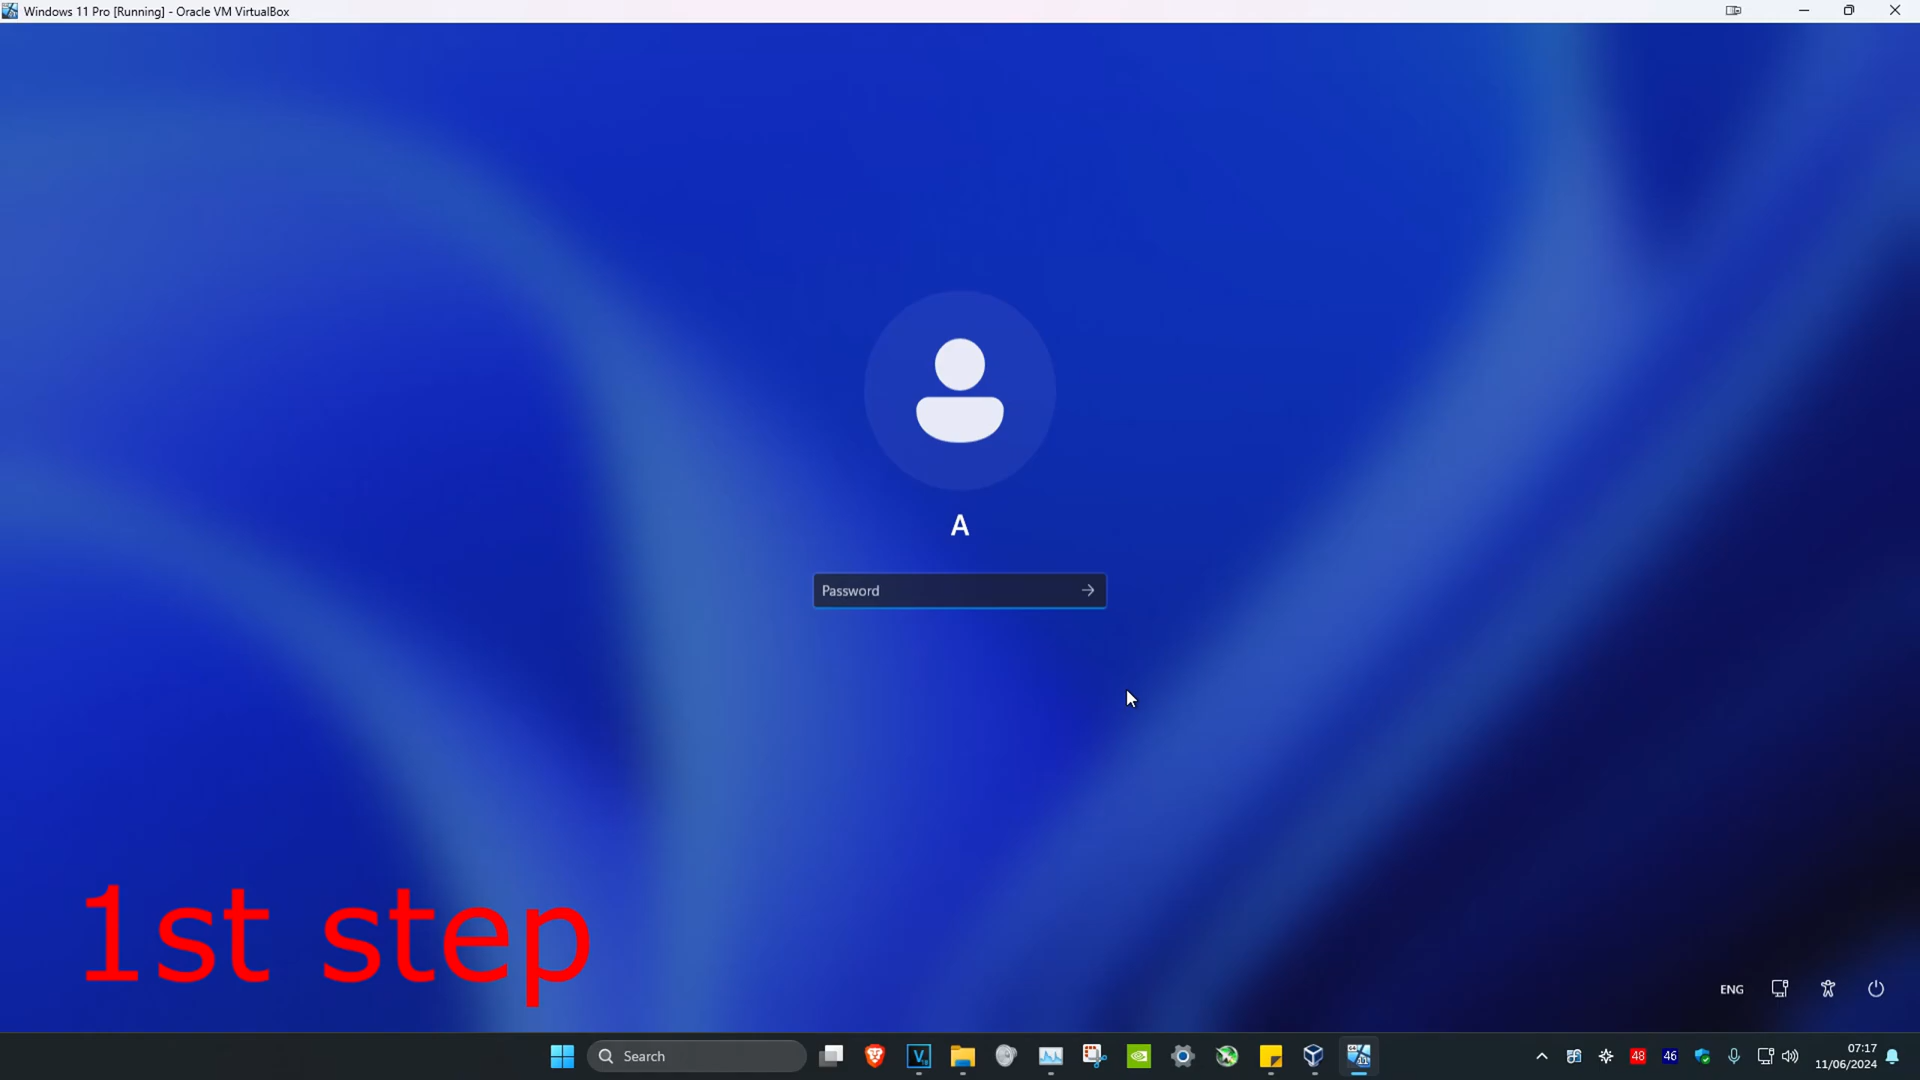 Windows 11 Pro [Running] - Oracle VM VirtualBox
A
Password
1st step
ENG
Search
48
46
07:17
11/06/2024